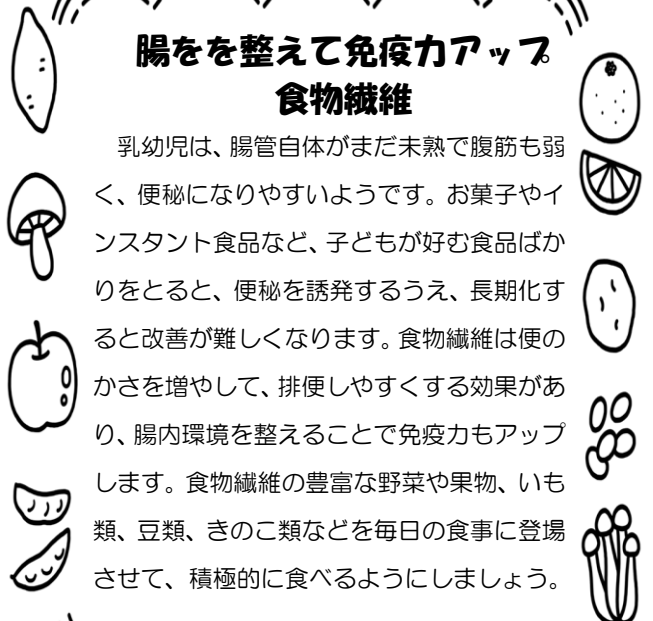 腸をを整えて免疫力アップ
食物繊維
　乳幼児は、腸管自体がまだ未熟で腹筋も弱
く、便秘になりやすいようです。お菓子やイ
ンスタント食品など、子どもが好む食品ばか
りをとると、便秘を誘発するうえ、長期化す
ると改善が難しくなります。食物繊維は便の
かさを増やして、排便しやすくする効果があ
り、腸内環境を整えることで免疫力もアップ
します。食物繊維の豊富な野菜や果物、いも
類、豆類、きのこ類などを毎日の食事に登場
させて、積極的に食べるようにしましょう。